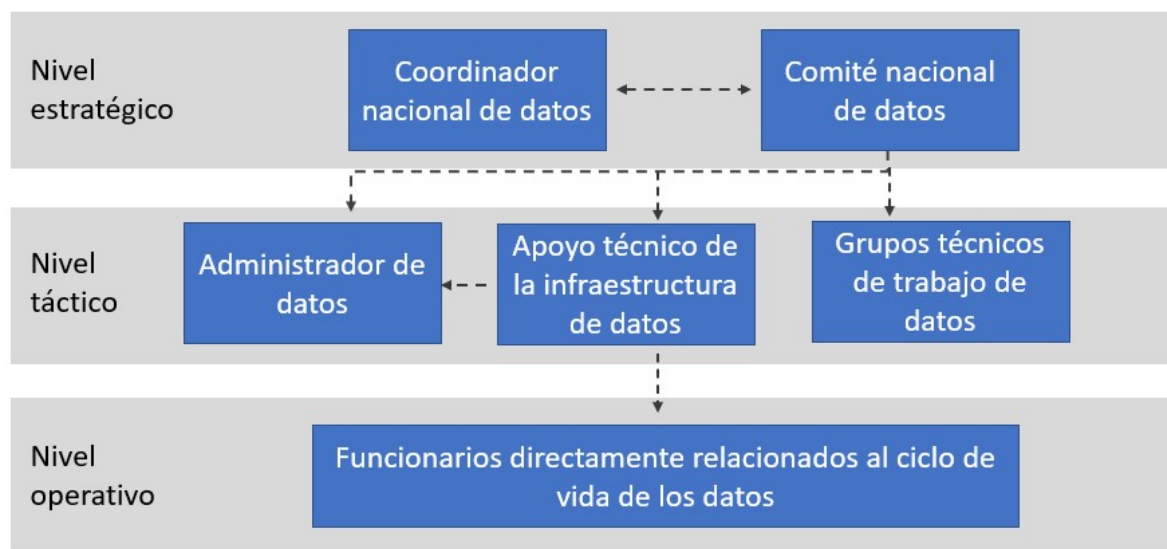 Nivel
estratégico
Coordinador
nacional de datos
Comité nacional
de datos
Nivel
táctico
Administrador de
datos
Apoyo técnico de
la infraestructura
de datos
Grupos técnicos
de trabajo de
datos
Nivel
operativo
Funcionarios directamente relacionados al ciclo de
vida de los datos